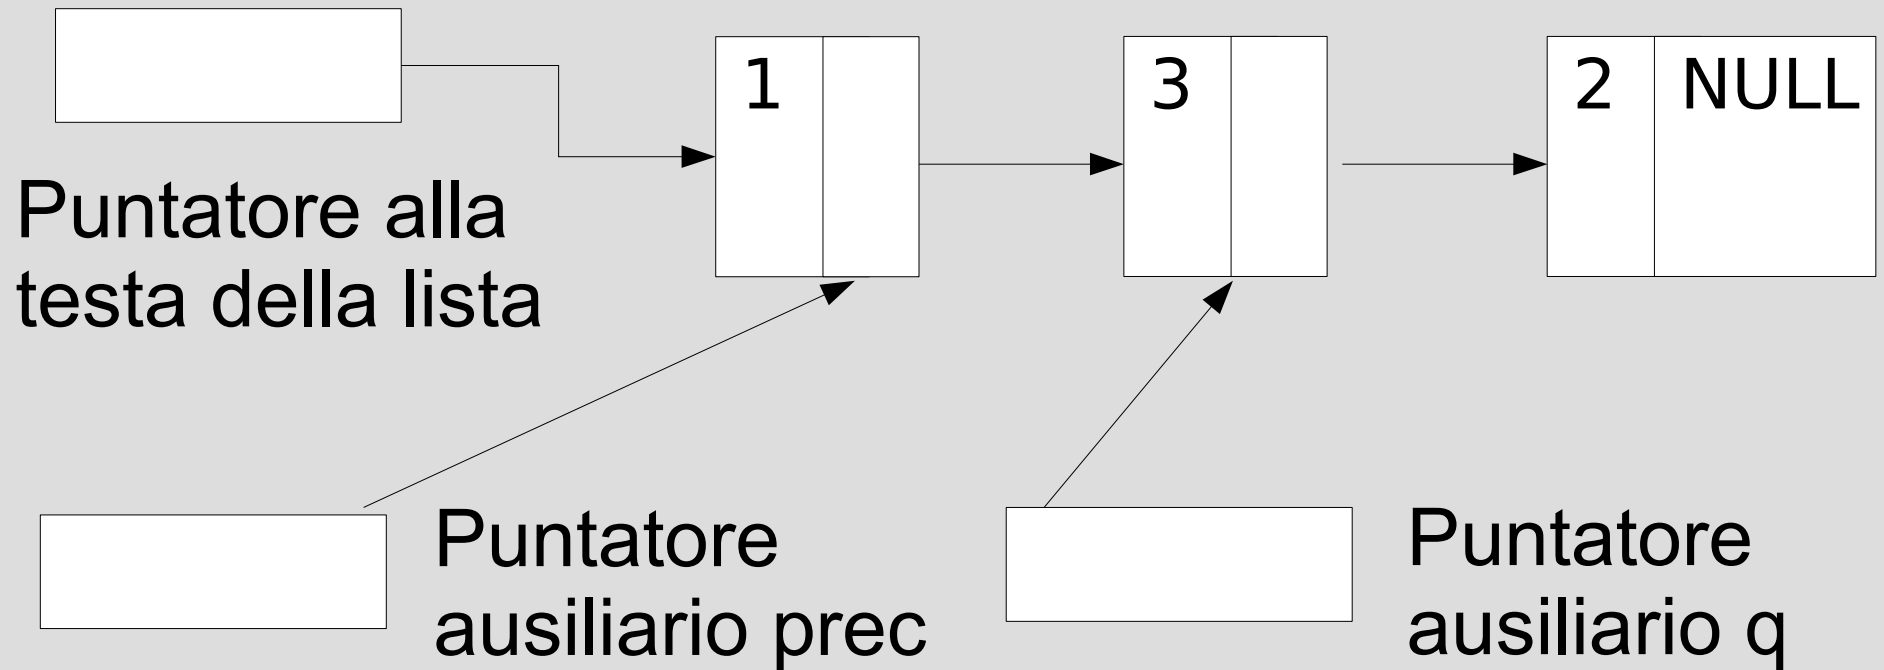 1
3
2 NULL
Puntatore alla
testa della lista
Puntatore
ausiliario prec
Puntatore
ausiliario q